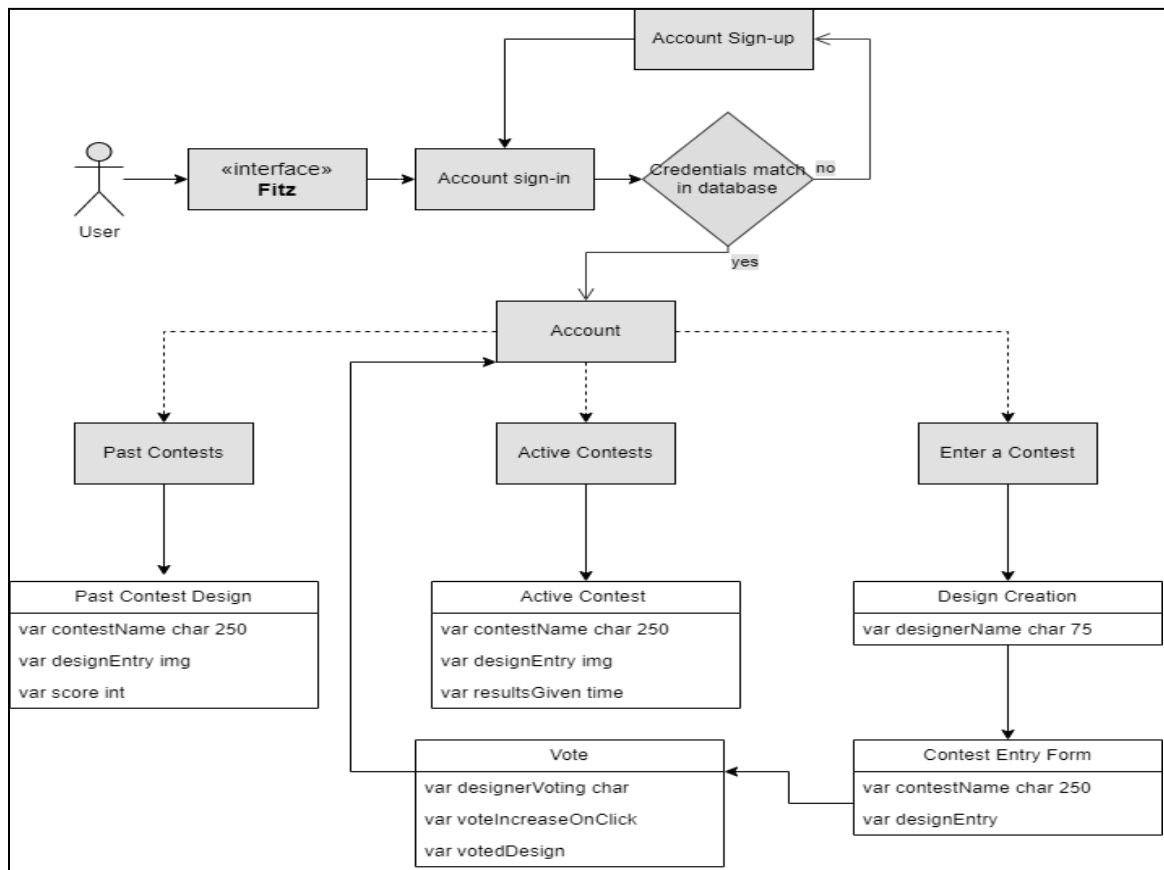 Account Sign-up
«interface»
Fitz
Account sign-in
Credentials match
in database
no
User
yes
Account
Past Contests
Active Contests
Enter a Contest
Past Contest Design
var contestName char 250
var designEntry img
var score int
Active Contest
var contestName char 250
var designEntry img
var resultsGiven time
Design Creation
var designerName char 75
Vote
var designerVoting char
var voteIncreaseOnClick
var votedDesign
Contest Entry Form
var contestName char 250
var designEntry